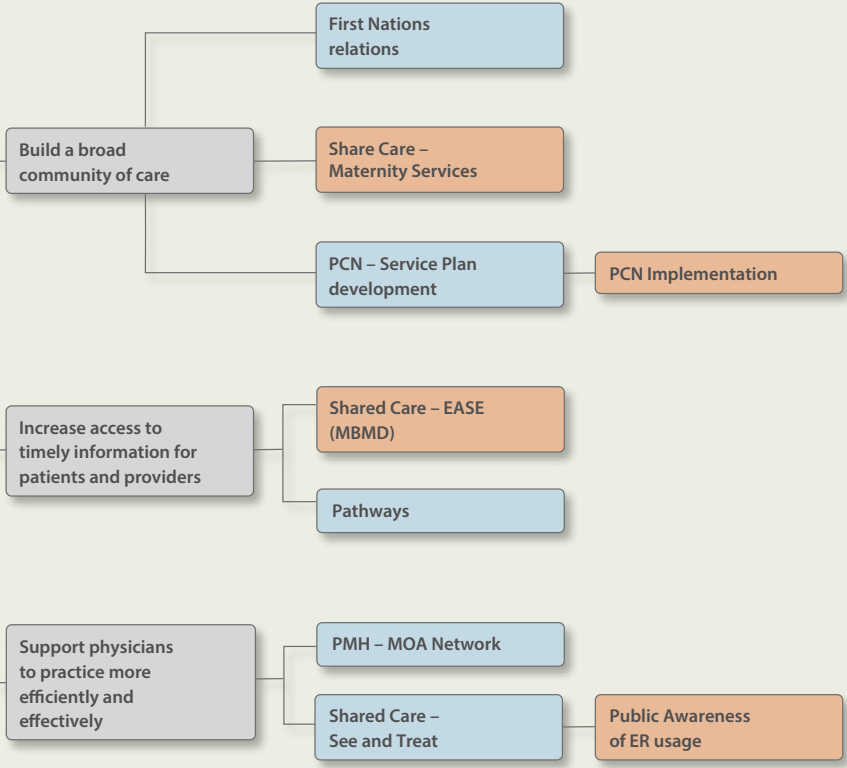 First Nations
relations
Build a broad
community of care
Share Care –
Maternity Services
PCN – Service Plan
development
PCN Implementation
Increase access to
timely information for
patients and providers
Shared Care – EASE
(MBMD)
Pathways
Support physicians
to practice more
efficiently and
effectively
PMH – MOA Network
Shared Care –
See and Treat
Public Awareness
of ER usage